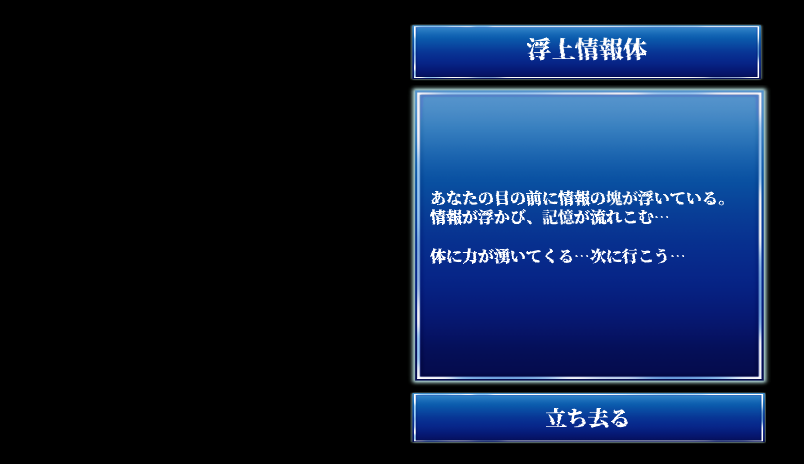 浮上情報体
あなたの目の前に情報の塊が浮いている。
情報が浮かび、記憶が流れこむ…
体に力が湧いてくる…次に行こう…
立ち去る